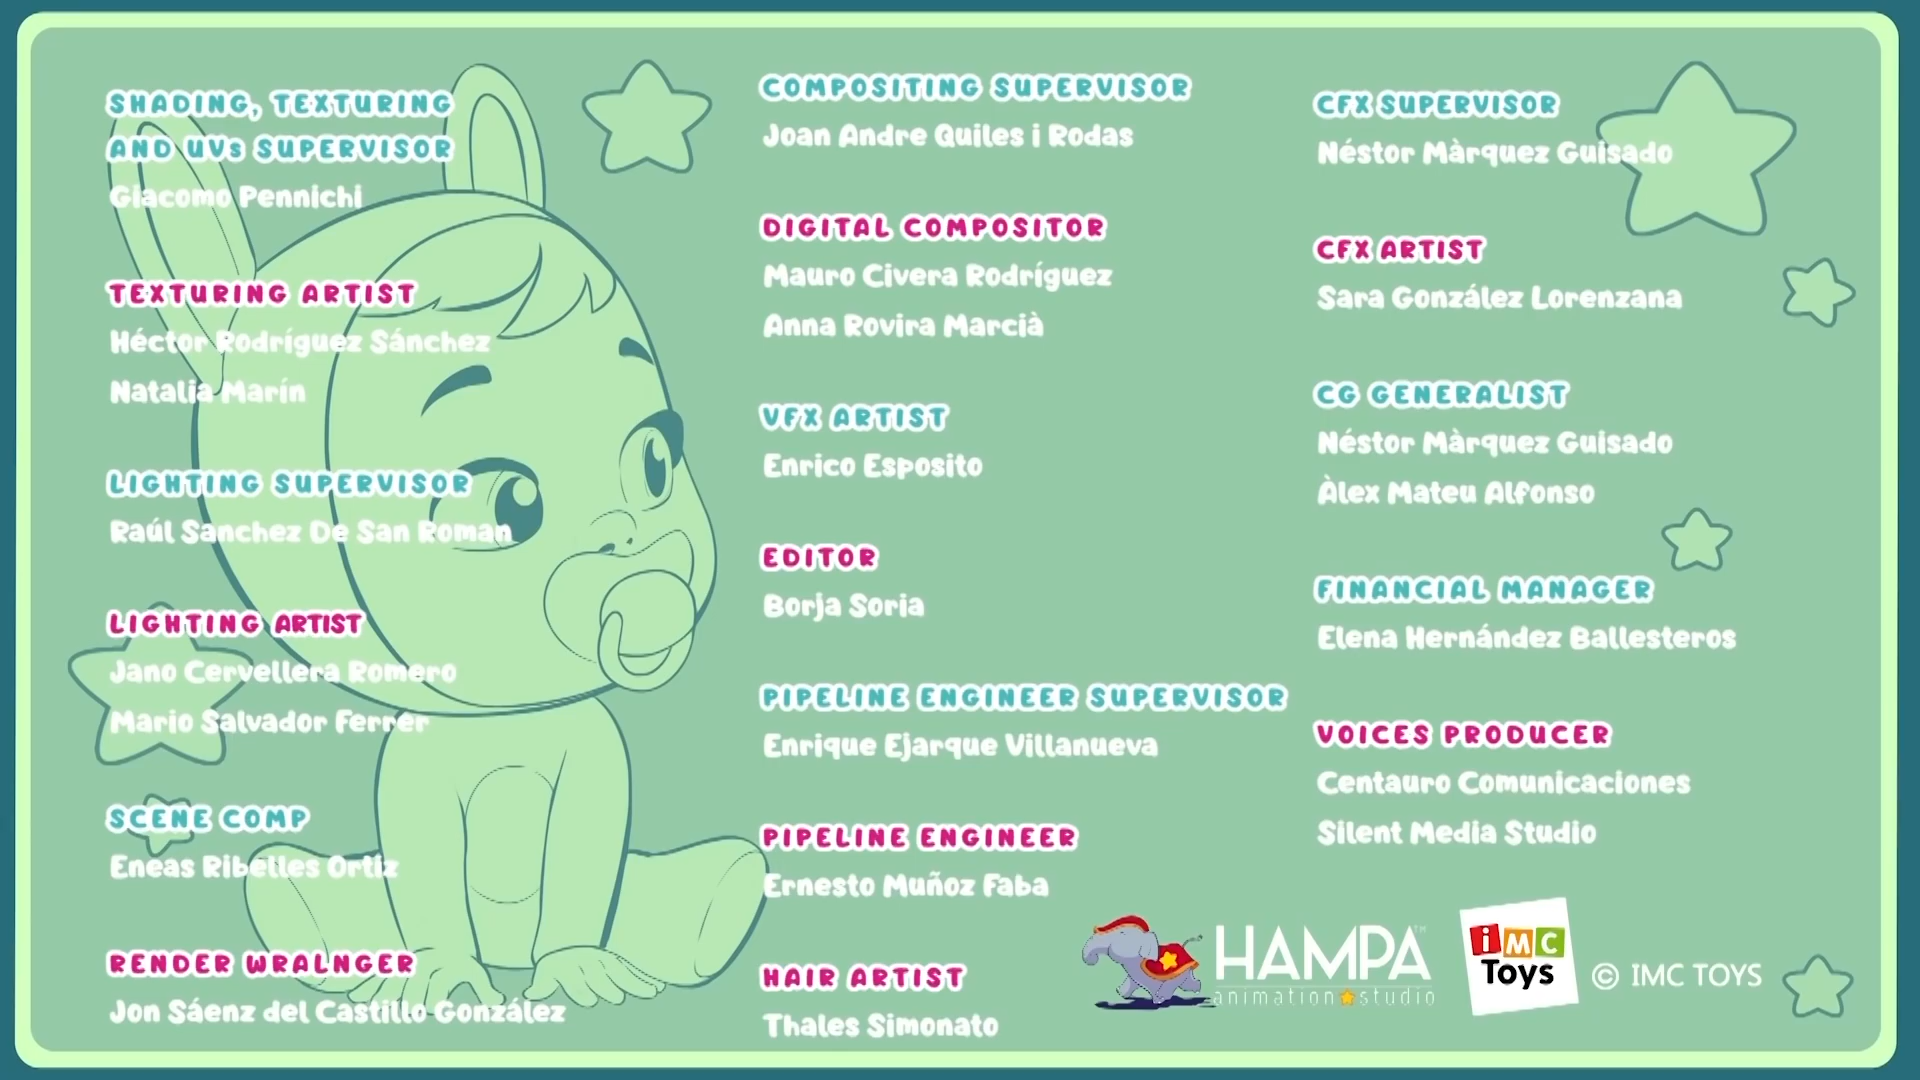 SHADING, TEXTURING
AND UVs SUPERVISOR
Giacomo Pennichi
TEXTURING ARTIST
Héctor Rodríguez Sánchez
Natalia Marín
LIGHTING SUPERVISOR
Raúl Sanchez De San Roman
LIGHTING ARTIST
Jano Cervellera Romero
Mario Salvador Ferrer
SCENE COMP
Eneas Ribelles Ortíz
RENDER WRALNGER
Jon Sáenz del Castillo González
COMPOSITING SUPERVISOR
Joan Andre Quiles i Rodas
DIGITAL COMPOSITOR
Mauro Civera Rodríguez
Anna Rovira Marcià
VFX ARTIST
Enrico Esposito
EDITOR
Borja Soria
PIPELINE ENGINEER SUPERVISOR
Enrique Ejarque Villanueva
PIPELINE ENGINEER
Ernesto Muñoz Faba
HAIR ARTIST
Thales Simonato
CFX SUPERVISOR
Néstor Màrquez Guisado
CFX ARTIST
Sara González Lorenzana
CG GENERALIST
Néstor Màrquez Guisado
Àlex Mateu Alfonso
FINANCIAL MANAGER
Elena Hernández Ballesteros
VOICES PRODUCER
Centauro Comunicaciones
Silent Media Studio
HAMPA™
animation studio
iMC
Toys
© IMC TOYS